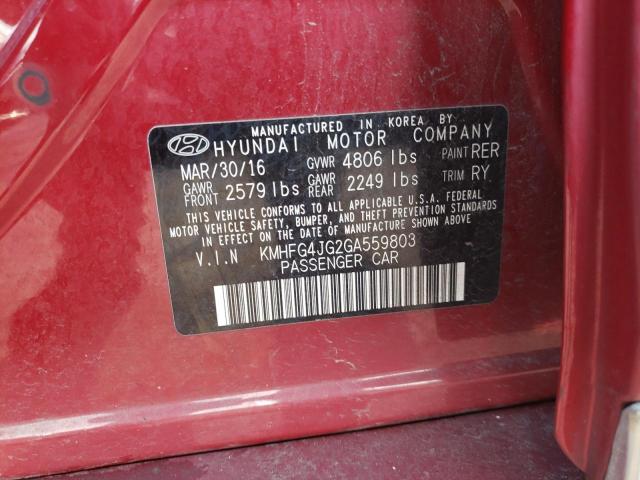 MANUFACTURED IN KOREA BY
HYUNDAI MOTOR COMPANY
MAR/30/16 GVWR 4806 lbs PAINT RER
GAWR FRONT 2579 lbs GAWR REAR 2249 lbs TRIM RY
THIS VEHICLE CONFORMS TO ALL APPLICABLE U.S.A. FEDERAL
MOTOR VEHICLE SAFETY, BUMPER, AND THEFT PREVENTION STANDARDS
IN EFFECT ON THE DATE OF MANUFACTURE SHOWN ABOVE.
V.I.N KMHFG4JG2GA559803
PASSENGER CAR